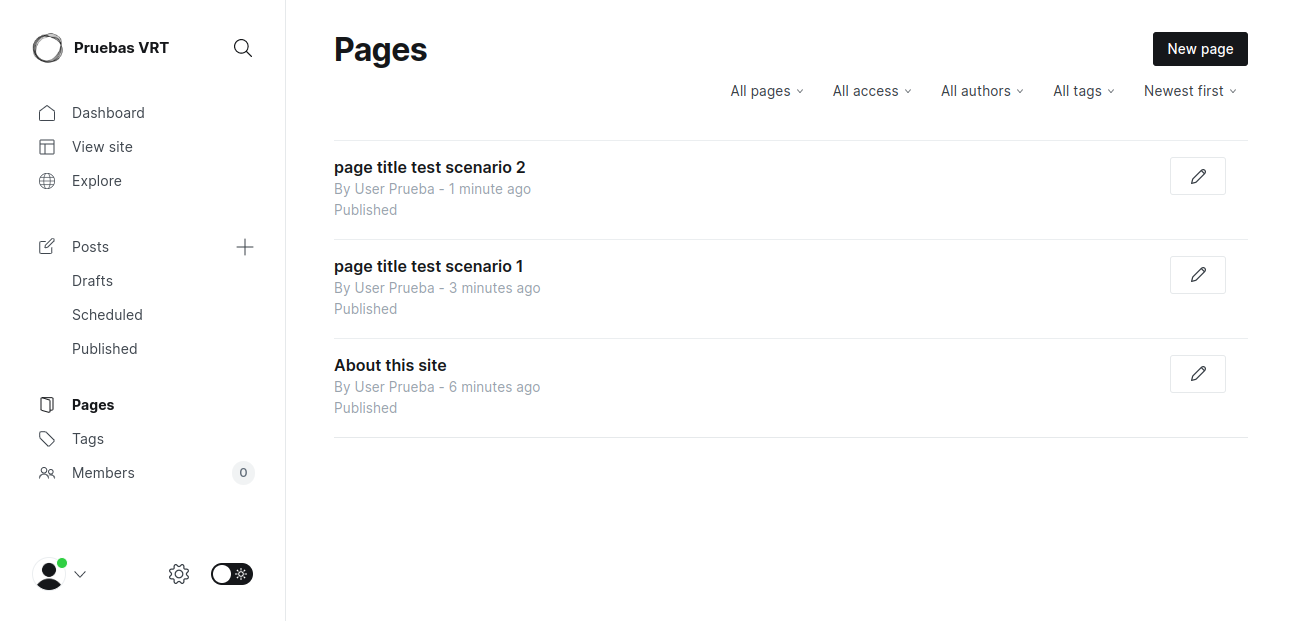 Pruebas VRT
Dashboard
View site
Explore
Posts
Drafts
Scheduled
Published
Pages
Tags
Members 0
Pages
New page
All pages All access All authors All tags Newest first
page title test scenario 2
By User Prueba - 1 minute ago
Published
page title test scenario 1
By User Prueba - 3 minutes ago
Published
About this site
By User Prueba - 6 minutes ago
Published